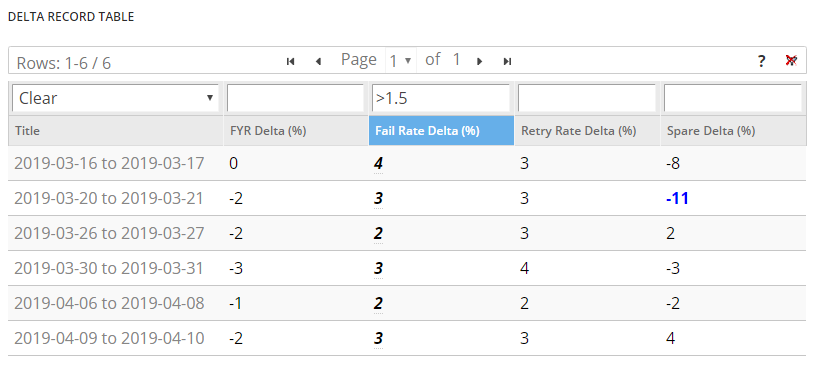 DELTA RECORD TABLE
Rows: 1-6 / 6 Page 1 of 1 ?
Clear >1.5
Title FYR Delta (%) Fail Rate Delta (%) Retry Rate Delta (%) Spare Delta (%)
2019-03-16 to 2019-03-17 0 4 3 -8
2019-03-20 to 2019-03-21 -2 3 3 -11
2019-03-26 to 2019-03-27 -2 2 3 2
2019-03-30 to 2019-03-31 -3 3 4 -3
2019-04-06 to 2019-04-08 -1 2 2 -2
2019-04-09 to 2019-04-10 -2 3 3 4